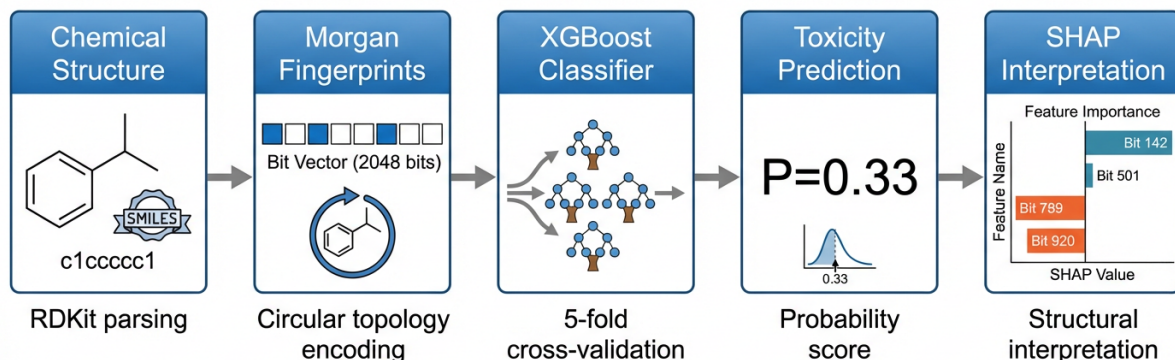 Chemical
Structure
SMILES
c1ccccc1
RDKit parsing
Morgan
Fingerprints
Bit Vector (2048 bits)
Circular topology
encoding
XGBoost
Classifier
5-fold
cross-validation
Toxicity
Prediction
P=0.33
0.33
Probability
score
SHAP
Interpretation
Feature Importance
Feature Name
Bit 142
Bit 501
Bit 789
Bit 920
SHAP Value
Structural
interpretation